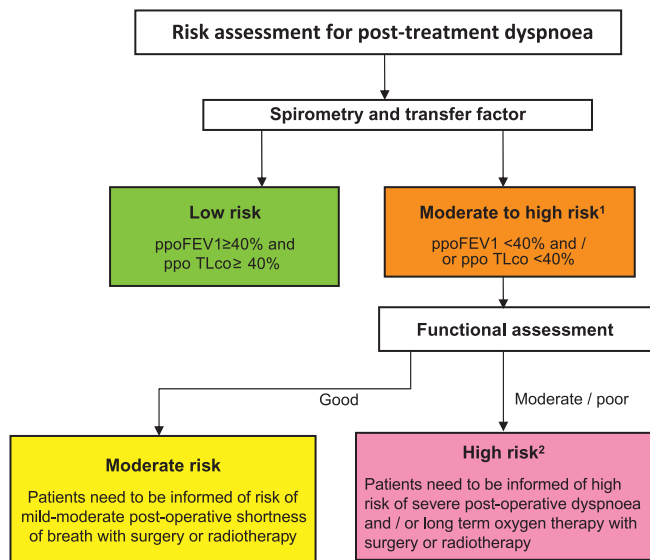 Risk assessment for post-treatment dyspnoea
Spirometry and transfer factor
Low risk
ppoFEV1≥40% and
ppo TLco≥ 40%
Moderate to high risk¹
ppoFEV1 <40% and /
or ppo TLco <40%
Functional assessment
Good
Moderate / poor
Moderate risk
Patients need to be informed of risk of
mild-moderate post-operative shortness
of breath with surgery or radiotherapy
High risk²
Patients need to be informed of high
risk of severe post-operative dyspnoea
and / or long term oxygen therapy with
surgery or radiotherapy